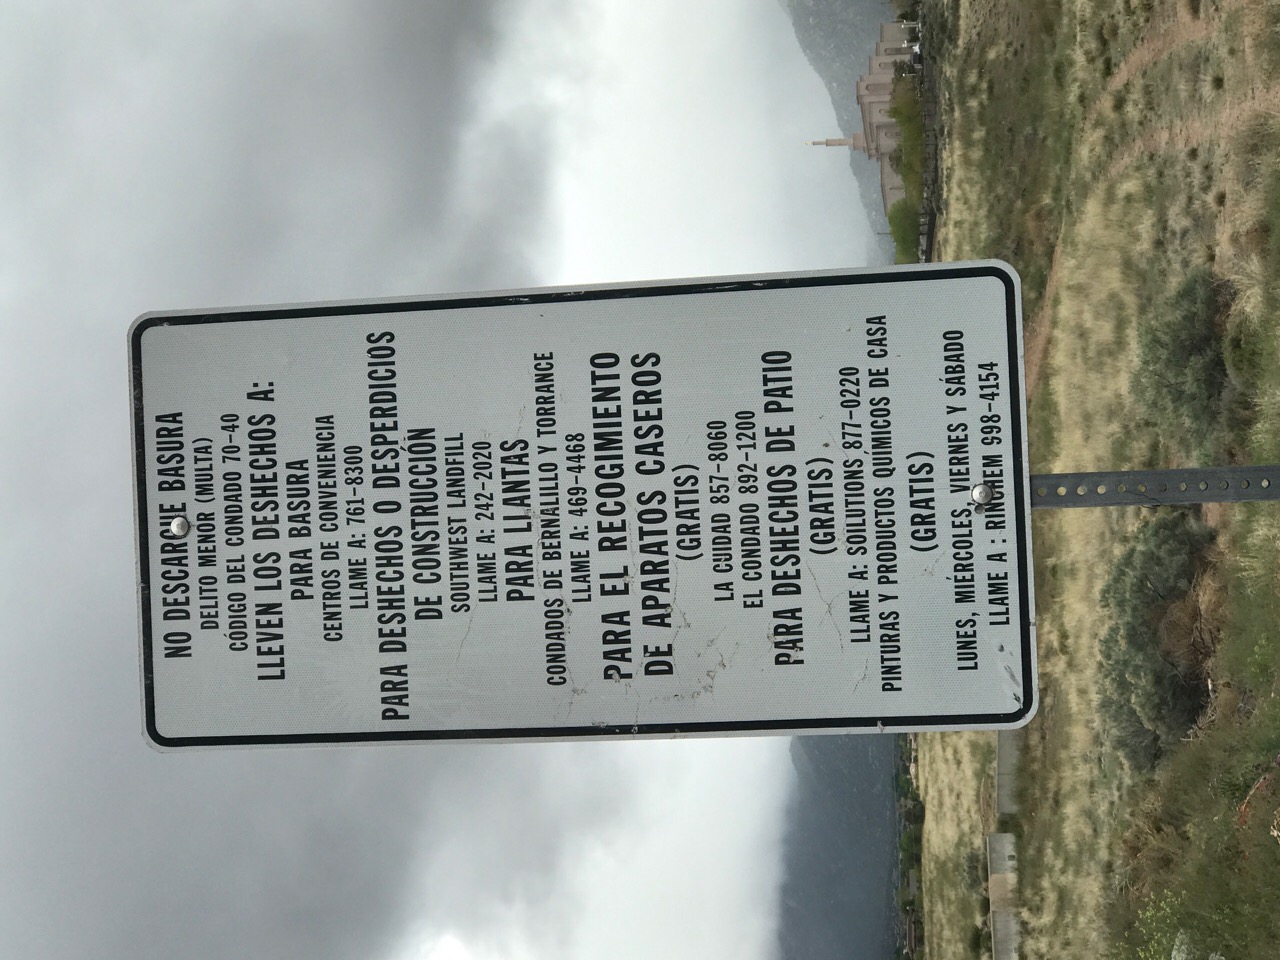 NO DESCARGUE BASURA
DELITO MENOR (MULTA)
CÓDIGO DEL CONDADO 70-40
LLEVEN LOS DESHECHOS A:
PARA BASURA
CENTROS DE CONVENIENCIA
LLAME A: 761-8300
PARA DESHECHOS O DESPERDICIOS
DE CONSTRUCCIÓN
SOUTHWEST LANDFILL
LLAME A: 242-2020
PARA LLANTAS
CONDADOS DE BERNALILLO Y TORRANCE
LLAME A: 469-4468
PARA EL RECOGIMIENTO
DE APARATOS CASEROS
(GRATIS)
LA CUIDAD 857-8060
EL CONDADO 892-1200
PARA DESHECHOS DE PATIO
(GRATIS)
LLAME A: SOILUTIONS 877-0220
PINTURAS Y PRODUCTOS QUÍMICOS DE CASA
(GRATIS)
LUNES, MIÉRCOLES, VIERNES Y SÁBADO
LLAME A : RINCHEM 998-4154